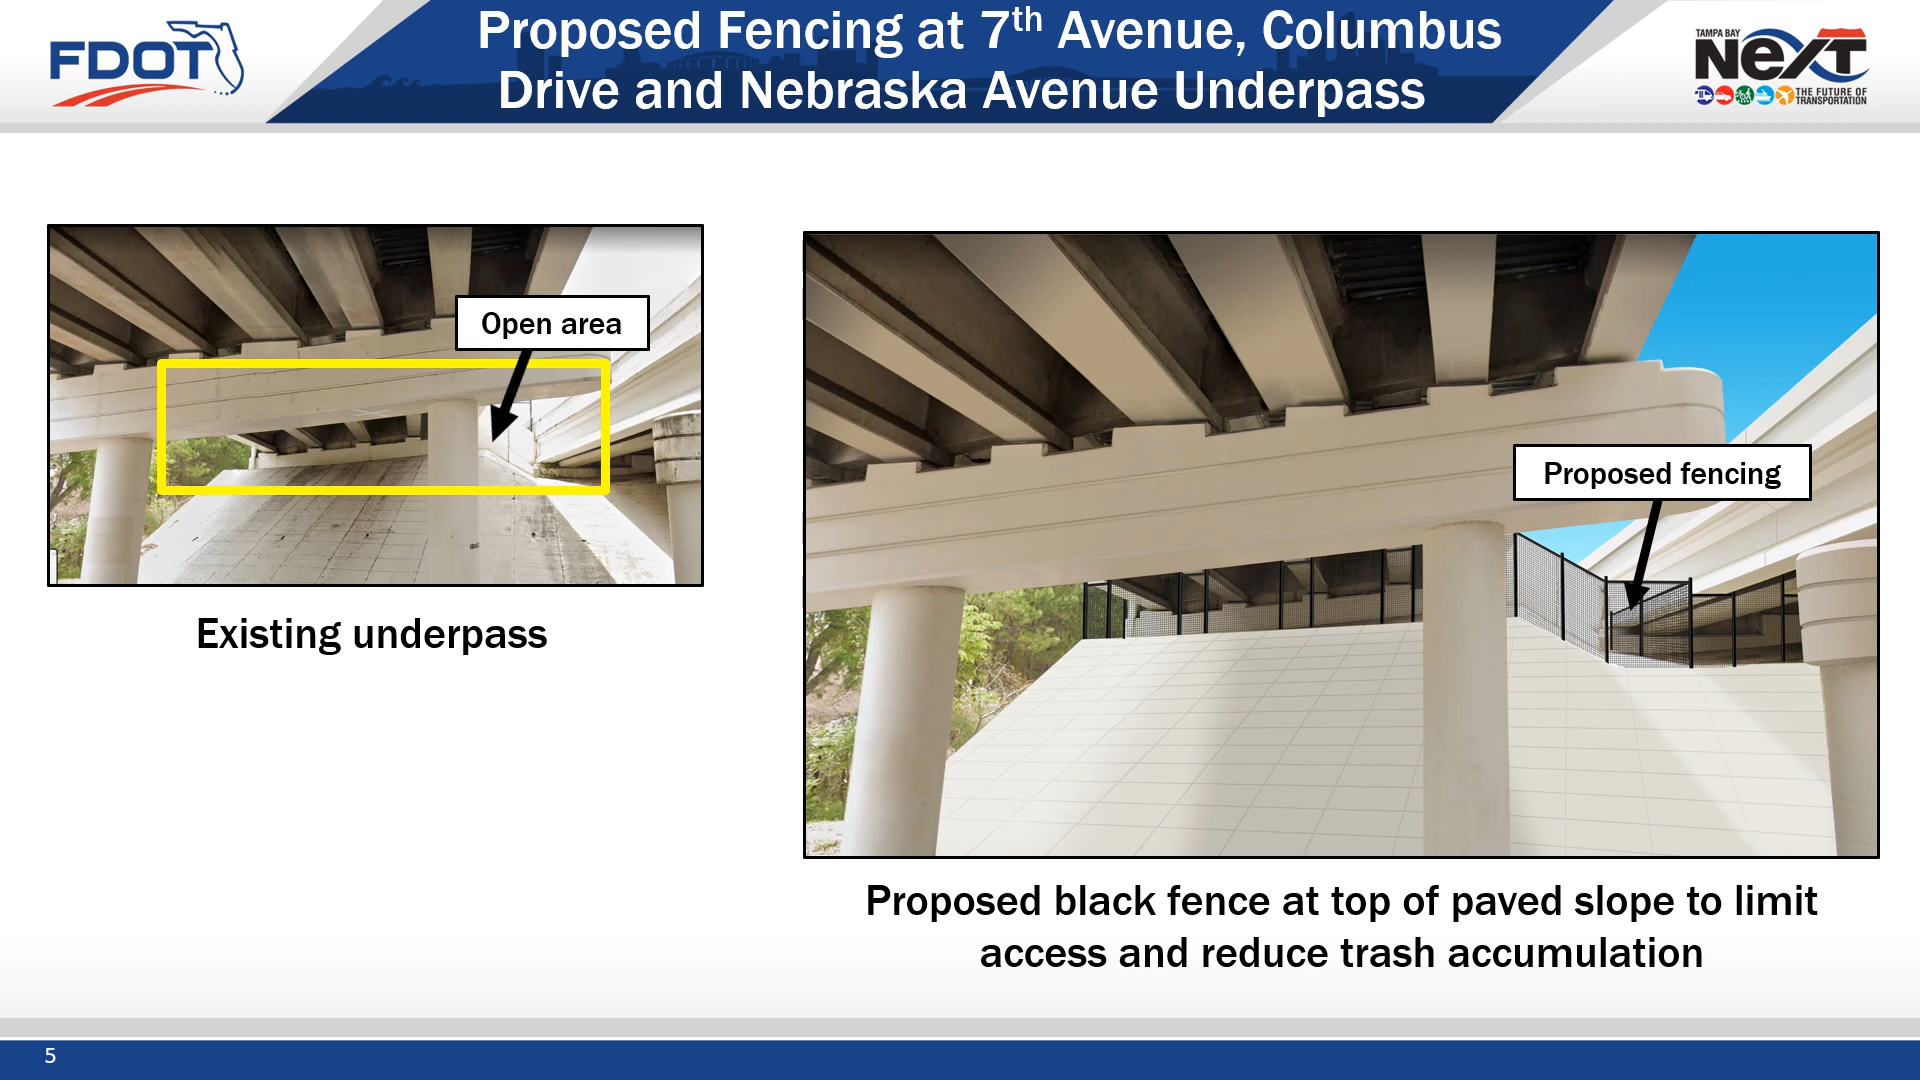 FDOT
Proposed Fencing at 7th Avenue, Columbus
Drive and Nebraska Avenue Underpass
TAMPA BAY
NEXT
THE FUTURE OF
TRANSPORTATION
Open area
Existing underpass
Proposed fencing
Proposed black fence at top of paved slope to limit
access and reduce trash accumulation
5